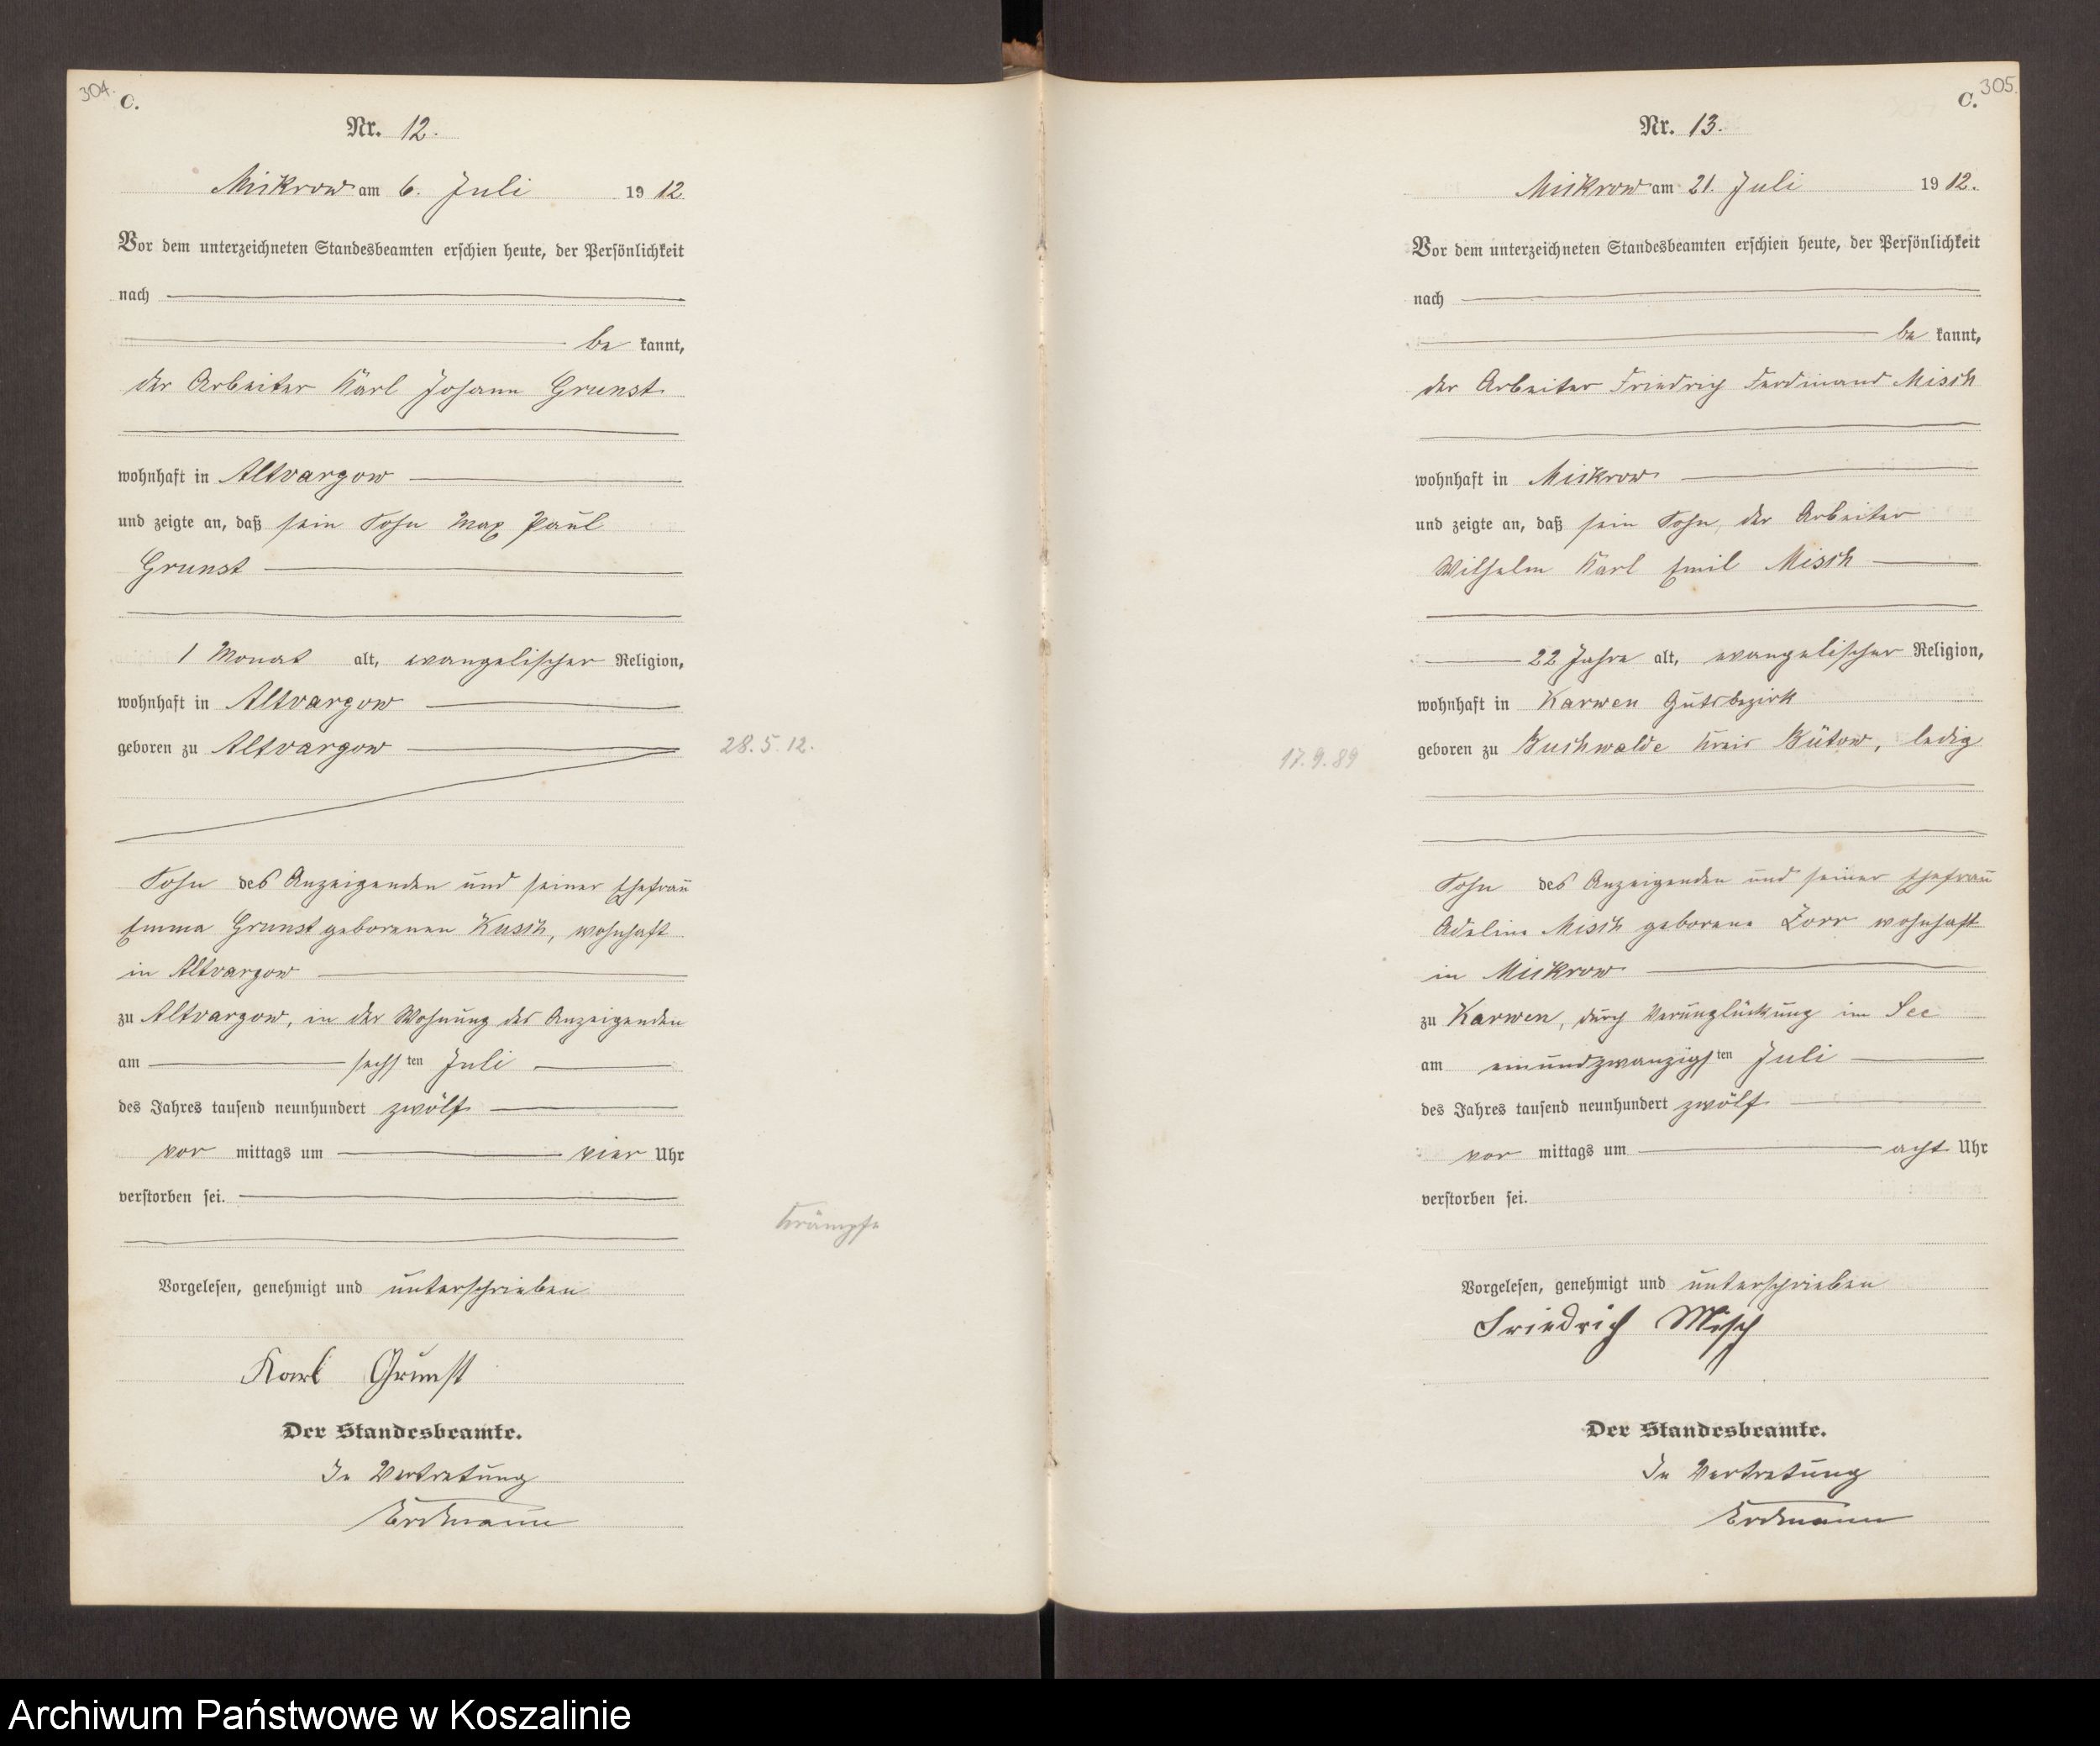 304.
C.
Nr. 12.
Mikrow am 6. Juli 1912.
Vor dem unterzeichneten Standesbeamten erschien heute, der Persönlichkeit
nach
be kannt,
der Arbeiter Karl Johann Grunst
wohnhaft in Altvargow
und zeigte an, daß sein Sohn Max Paul
Grunst
1 Monat alt, evangelischer Religion,
wohnhaft in Altvargow
geboren zu Altvargow
28.5.12.
Sohn des Anzeigenden und seiner Ehefrau
Emma Grunst geborenen Kusch, wohnhaft
in Altvargow
zu Altvargow, in der Wohnung des Anzeigenden
am sechsten Juli
des Jahres tausend neunhundert zwölf
vor mittags um vier Uhr
verstorben sei.
Krämpfe
Vorgelesen, genehmigt und unterschrieben
Karl Grunst
Der Standesbeamte.
In Vertretung
Erdmann
305.
C.
Nr. 13.
Mikrow am 21. Juli 1912.
Vor dem unterzeichneten Standesbeamten erschien heute, der Persönlichkeit
nach
be kannt,
der Arbeiter Friedrich Ferdinand Misch
wohnhaft in Mikrow
und zeigte an, daß sein Sohn, der Arbeiter
Wilhelm Karl Emil Misch
22 Jahre alt, evangelischer Religion,
wohnhaft in Karwen Gutsbezirk
geboren zu Buchwalde Kreis Bütow, ledig
17.9.89
Sohn des Anzeigenden und seiner Ehefrau
Adeline Misch geborene Zorr wohnhaft
in Mikrow
zu Karwen, durch Verunglückung im See
am einundzwanzigsten Juli
des Jahres tausend neunhundert zwölf
vor mittags um acht Uhr
verstorben sei.
Vorgelesen, genehmigt und unterschrieben
Friedrich Misch
Der Standesbeamte.
In Vertretung
Erdmann
Archiwum Państwowe w Koszalinie